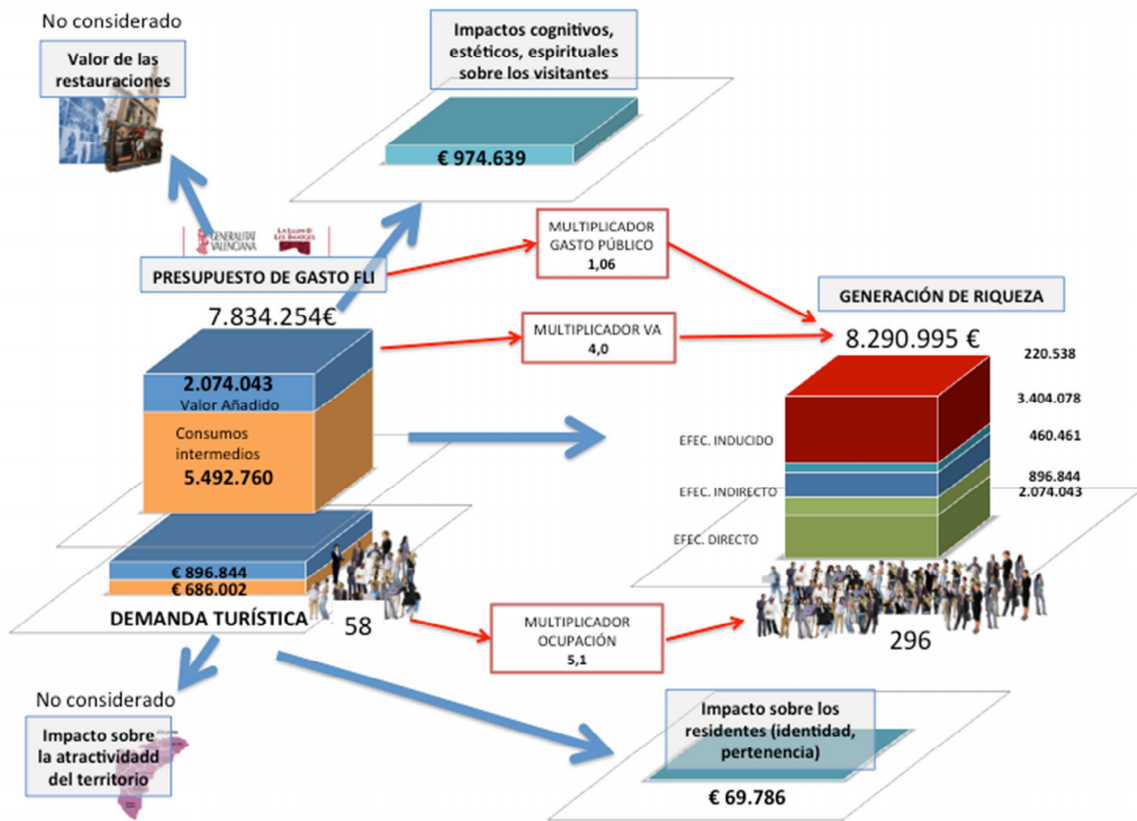 No considerado
Valor de las
restauraciones
Impactos cognitivos,
estéticos, espirituales
sobre los visitantes
€ 974.639
GENERALITAT
VALENCIANA
LA LLUM DE
LES IMATGES
PRESUPUESTO DE GASTO FLI
7.834.254€
MULTIPLICADOR
GASTO PÚBLICO
1,06
MULTIPLICADOR VA
4,0
GENERACIÓN DE RIQUEZA
8.290.995 €
2.074.043
Valor Añadido
Consumos
intermedios
5.492.760
220.538
3.404.078
EFEC. INDUCIDO
460.461
EFEC. INDIRECTO
896.844
2.074.043
EFEC. DIRECTO
€ 896.844
€ 686.002
DEMANDA TURÍSTICA
58
MULTIPLICADOR
OCUPACIÓN
5,1
296
No considerado
Impacto sobre
la atractividadd
del territorio
Impacto sobre los
residentes (identidad,
pertenencia)
€ 69.786